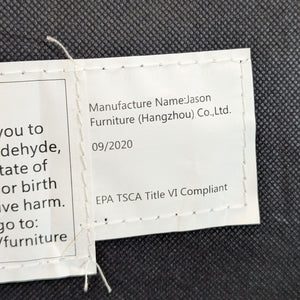 you to
dehyde,
tate of
or birth
ve harm.
go to:
/furniture
Manufacture Name:Jason
Furniture (Hangzhou) Co.,Ltd.
09/2020
EPA TSCA Title VI Compliant